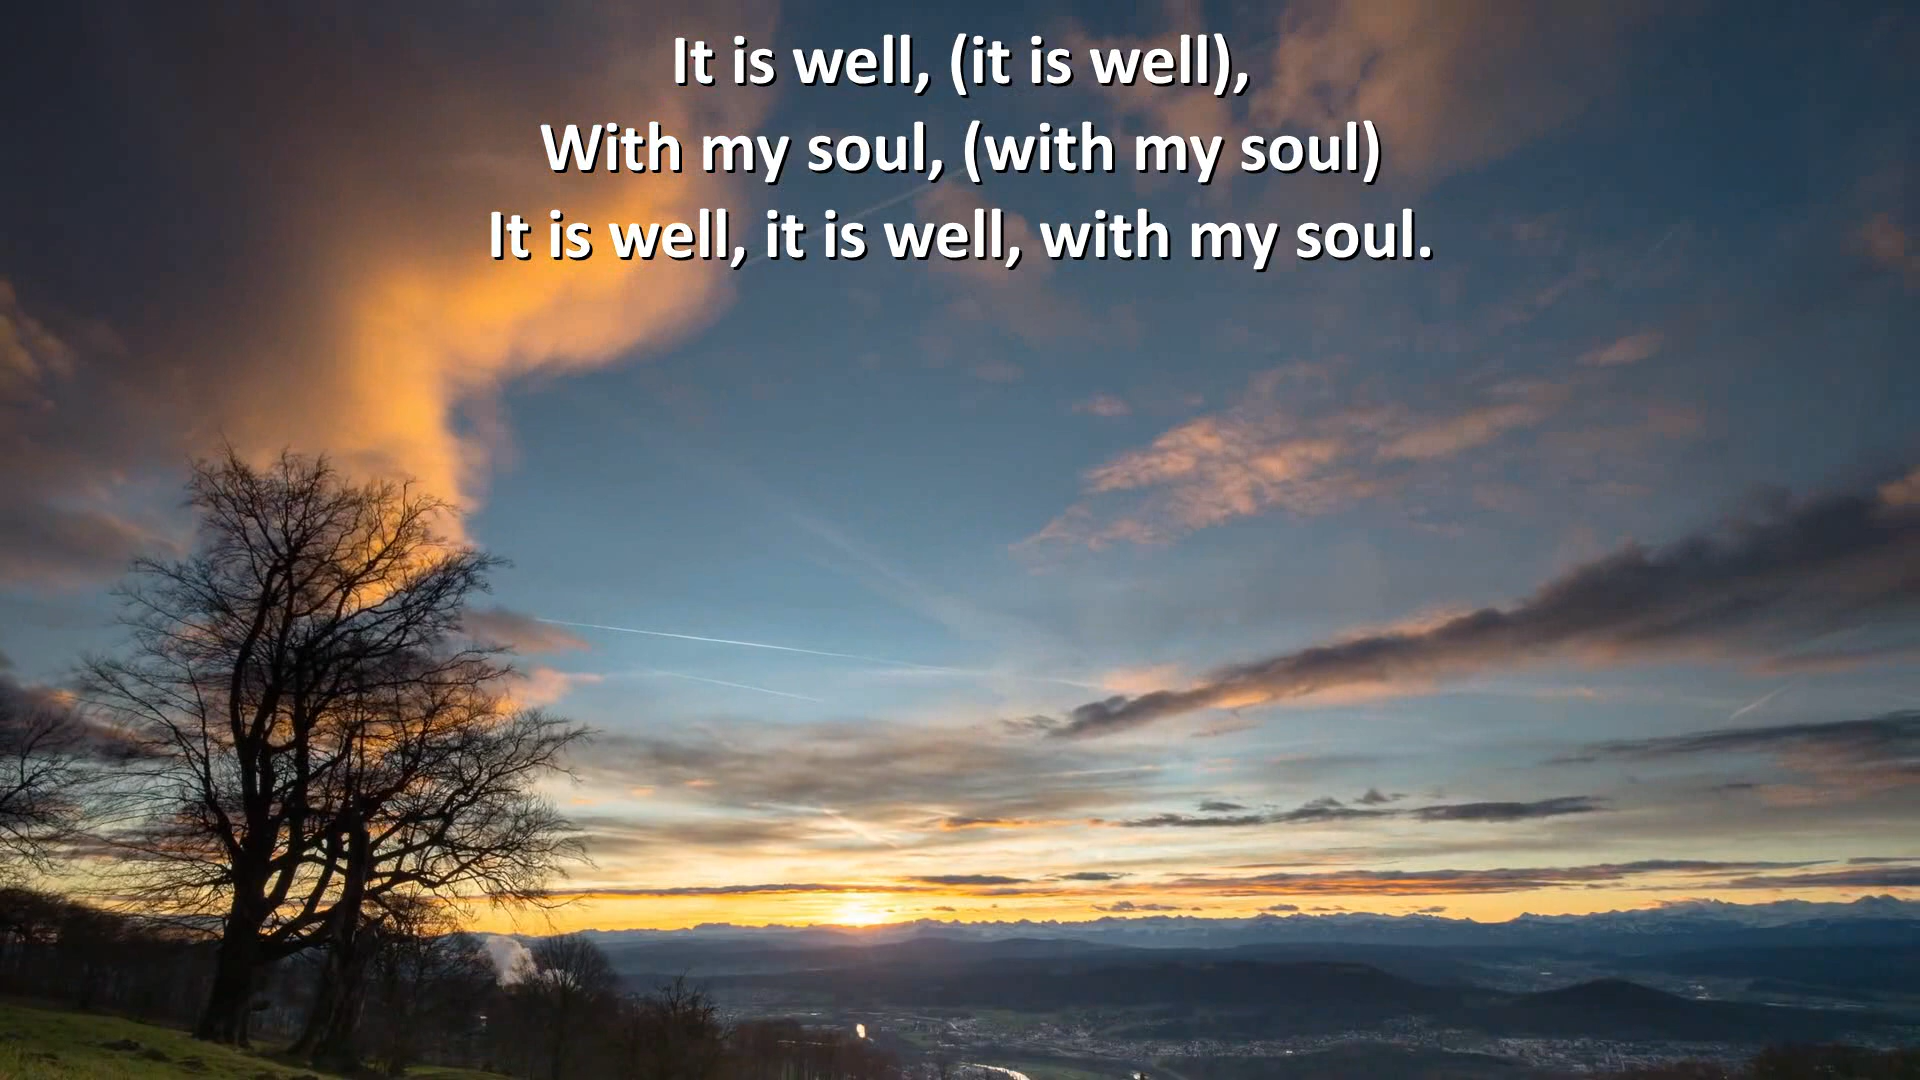 It is well, (it is well),
With my soul, (with my soul)
It is well, it is well, with my soul.